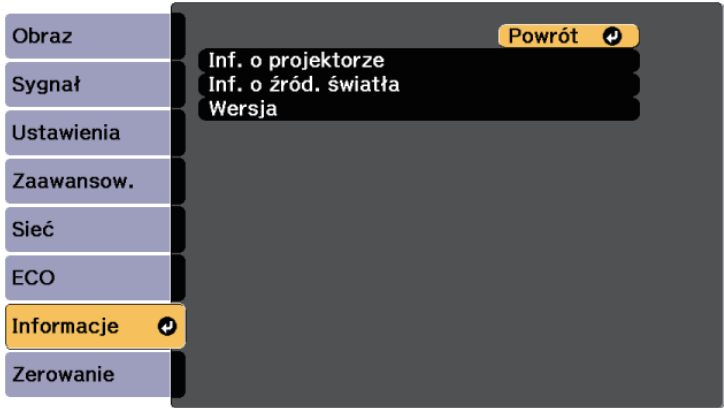 Obraz
Sygnał
Ustawienia
Zaawansow.
Sieć
ECO
Informacje
Zerowanie
Powrót
Inf. o projektorze
Inf. o źród. światła
Wersja